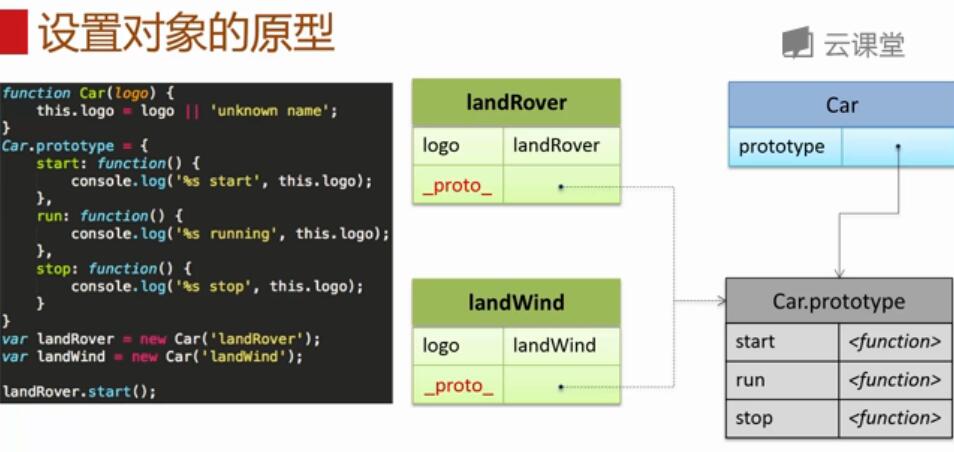 设置对象的原型
云课堂
function Car(logo) {
    this.logo = logo || 'unknown name';
}
Car.prototype = {
    start: function() {
        console.log('%s start', this.logo);
    },
    run: function() {
        console.log('%s running', this.logo);
    },
    stop: function() {
        console.log('%s stop', this.logo);
    }
}
var landRover = new Car('landRover');
var landWind = new Car('landWind');
landRover.start();
landRover
logo landRover
_proto_
landWind
logo landWind
_proto_
Car
prototype
Car.prototype
start <function>
run <function>
stop <function>